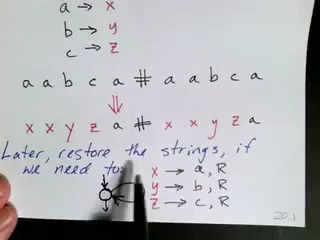 a → x
b → y
c → z
a a b c a # a a b c a
x x y z a # x x y z a
Later, restore the strings, if
we need to:
x → a, R
y → b, R
z → c, R
20.1